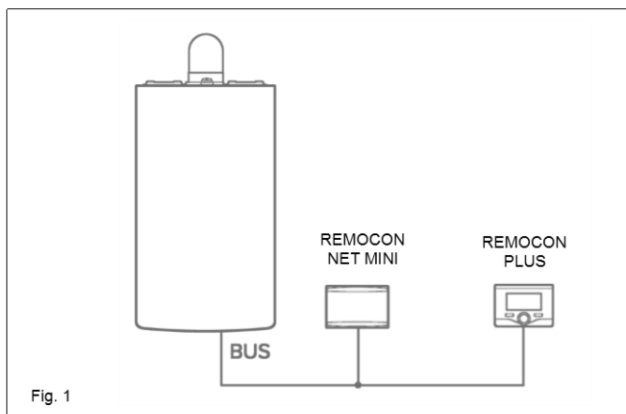 REMOCON
NET MINI
REMOCON
PLUS
BUS
Fig. 1